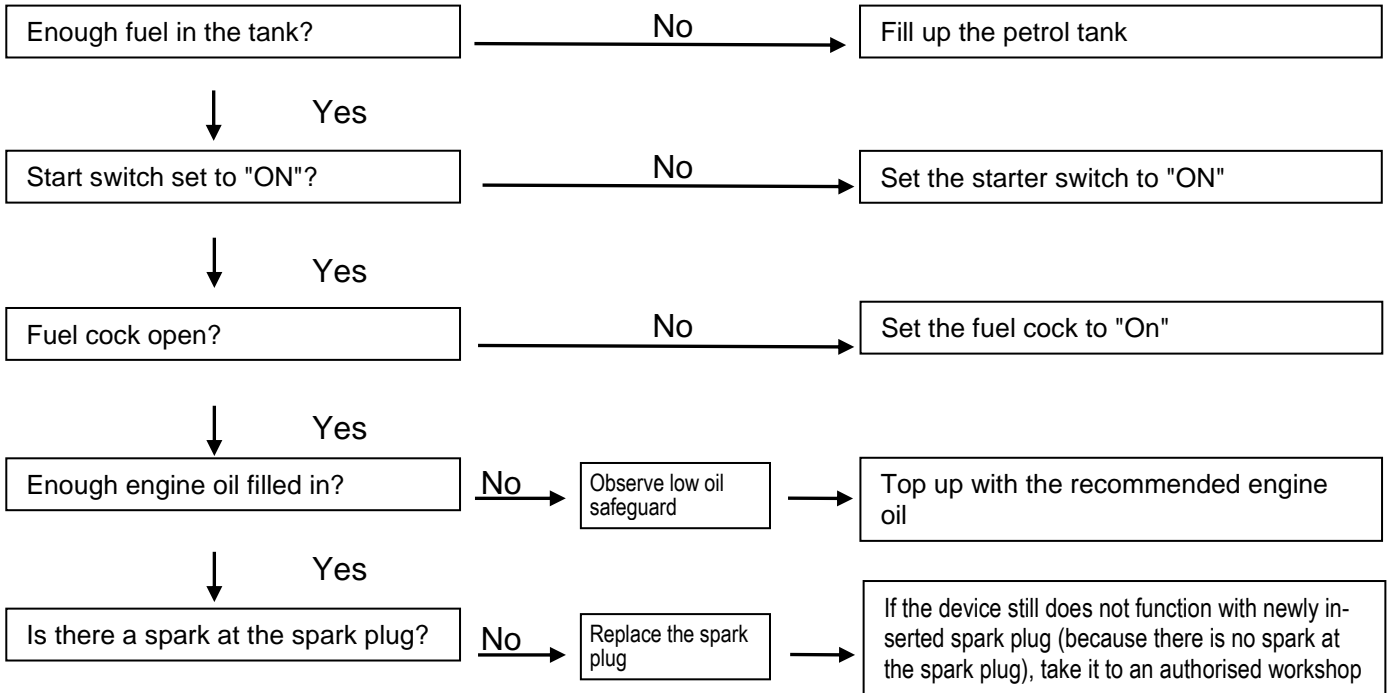 Enough fuel in the tank?
No
Fill up the petrol tank
Yes
Start switch set to "ON"?
No
Set the starter switch to "ON"
Yes
Fuel cock open?
No
Set the fuel cock to "On"
Yes
Enough engine oil filled in?
No
Observe low oil
safeguard
Top up with the recommended engine
oil
Yes
Is there a spark at the spark plug?
No
Replace the spark
plug
If the device still does not function with newly in-
serted spark plug (because there is no spark at
the spark plug), take it to an authorised workshop